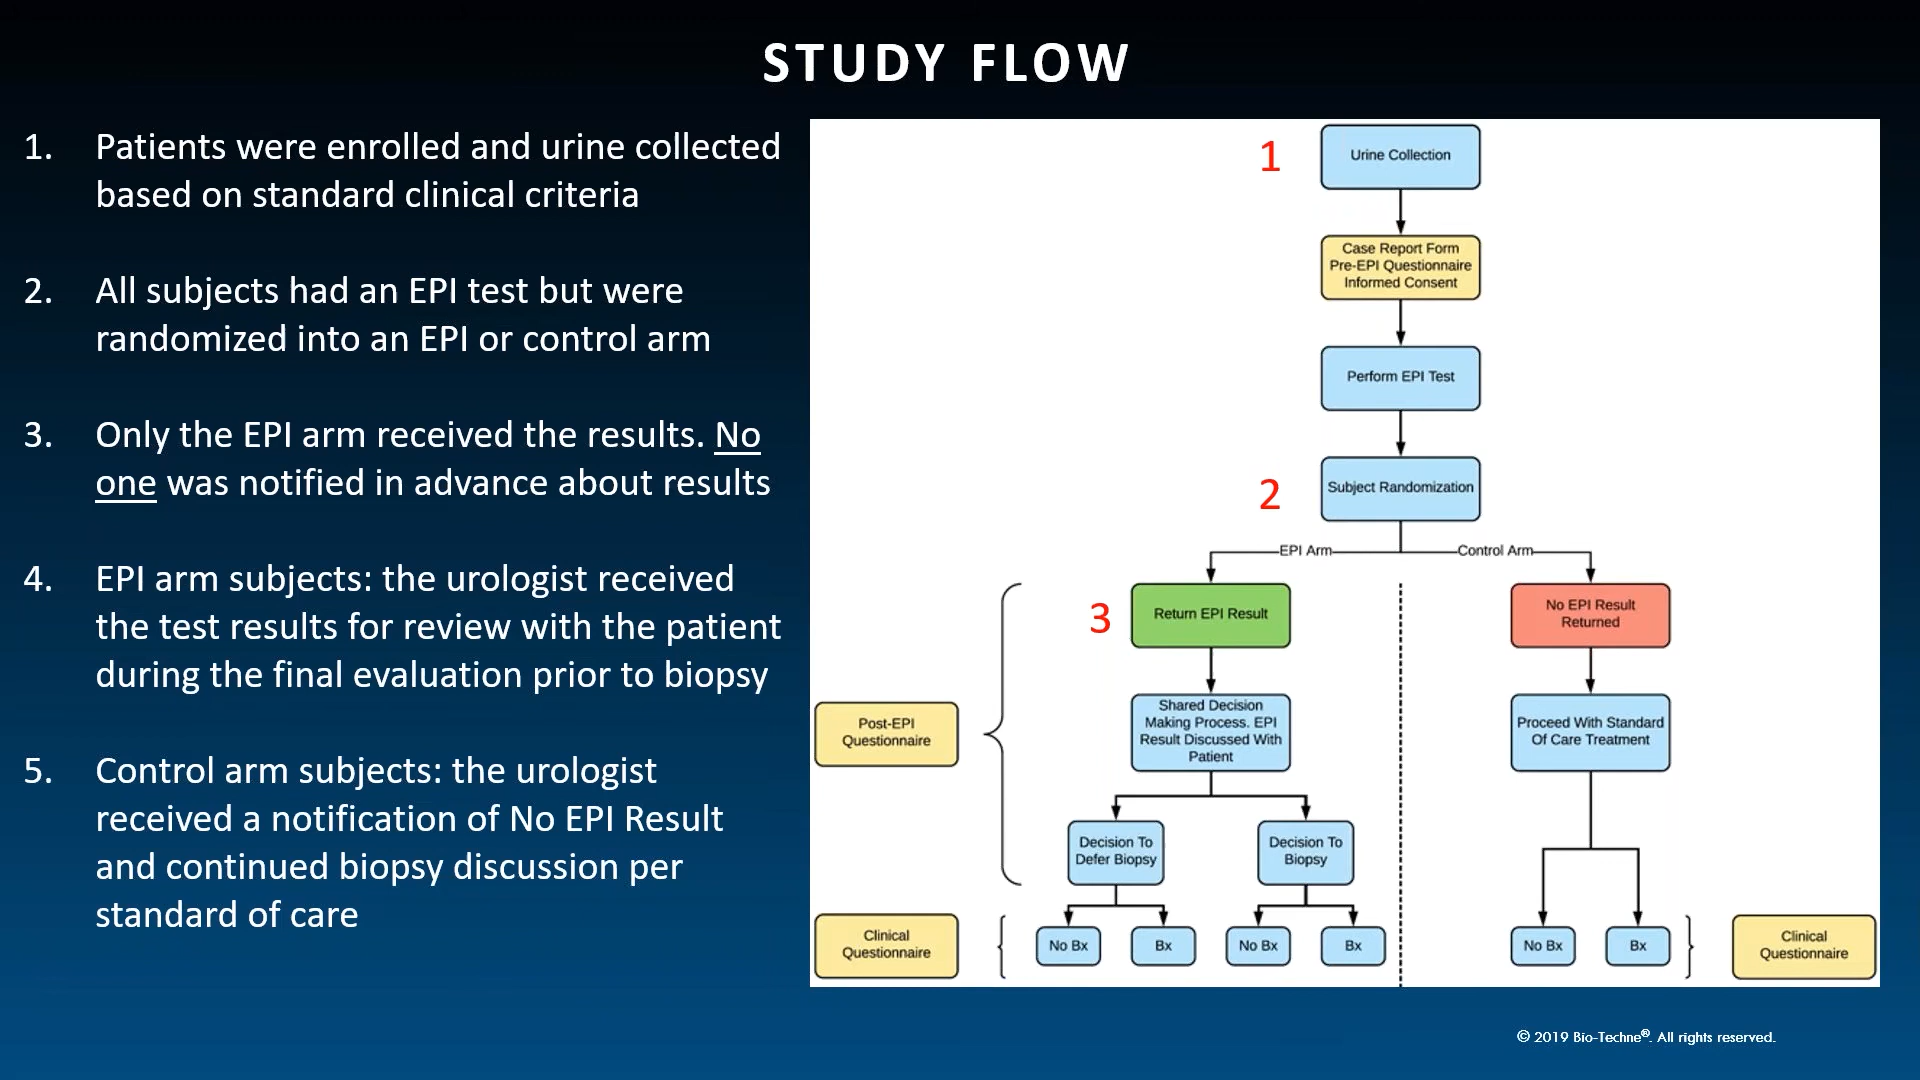 STUDY FLOW
1. Patients were enrolled and urine collected
based on standard clinical criteria
2. All subjects had an EPI test but were
randomized into an EPI or control arm
3. Only the EPI arm received the results. No
one was notified in advance about results
4. EPI arm subjects: the urologist received
the test results for review with the patient
during the final evaluation prior to biopsy
5. Control arm subjects: the urologist
received a notification of No EPI Result
and continued biopsy discussion per
standard of care
1
Urine Collection
Case Report Form
Pre-EPI Questionnaire
Informed Consent
Perform EPI Test
2
Subject Randomization
EPI Arm
Control Arm
3
Return EPI Result
No EPI Result
Returned
Post-EPI
Questionnaire
Shared Decision
Making Process. EPI
Result Discussed With
Patient
Proceed With Standard
Of Care Treatment
Decision To
Defer Biopsy
Decision To
Biopsy
Clinical
Questionnaire
No Bx
Bx
No Bx
Bx
No Bx
Bx
Clinical
Questionnaire
© 2019 Bio-Techne®. All rights reserved.